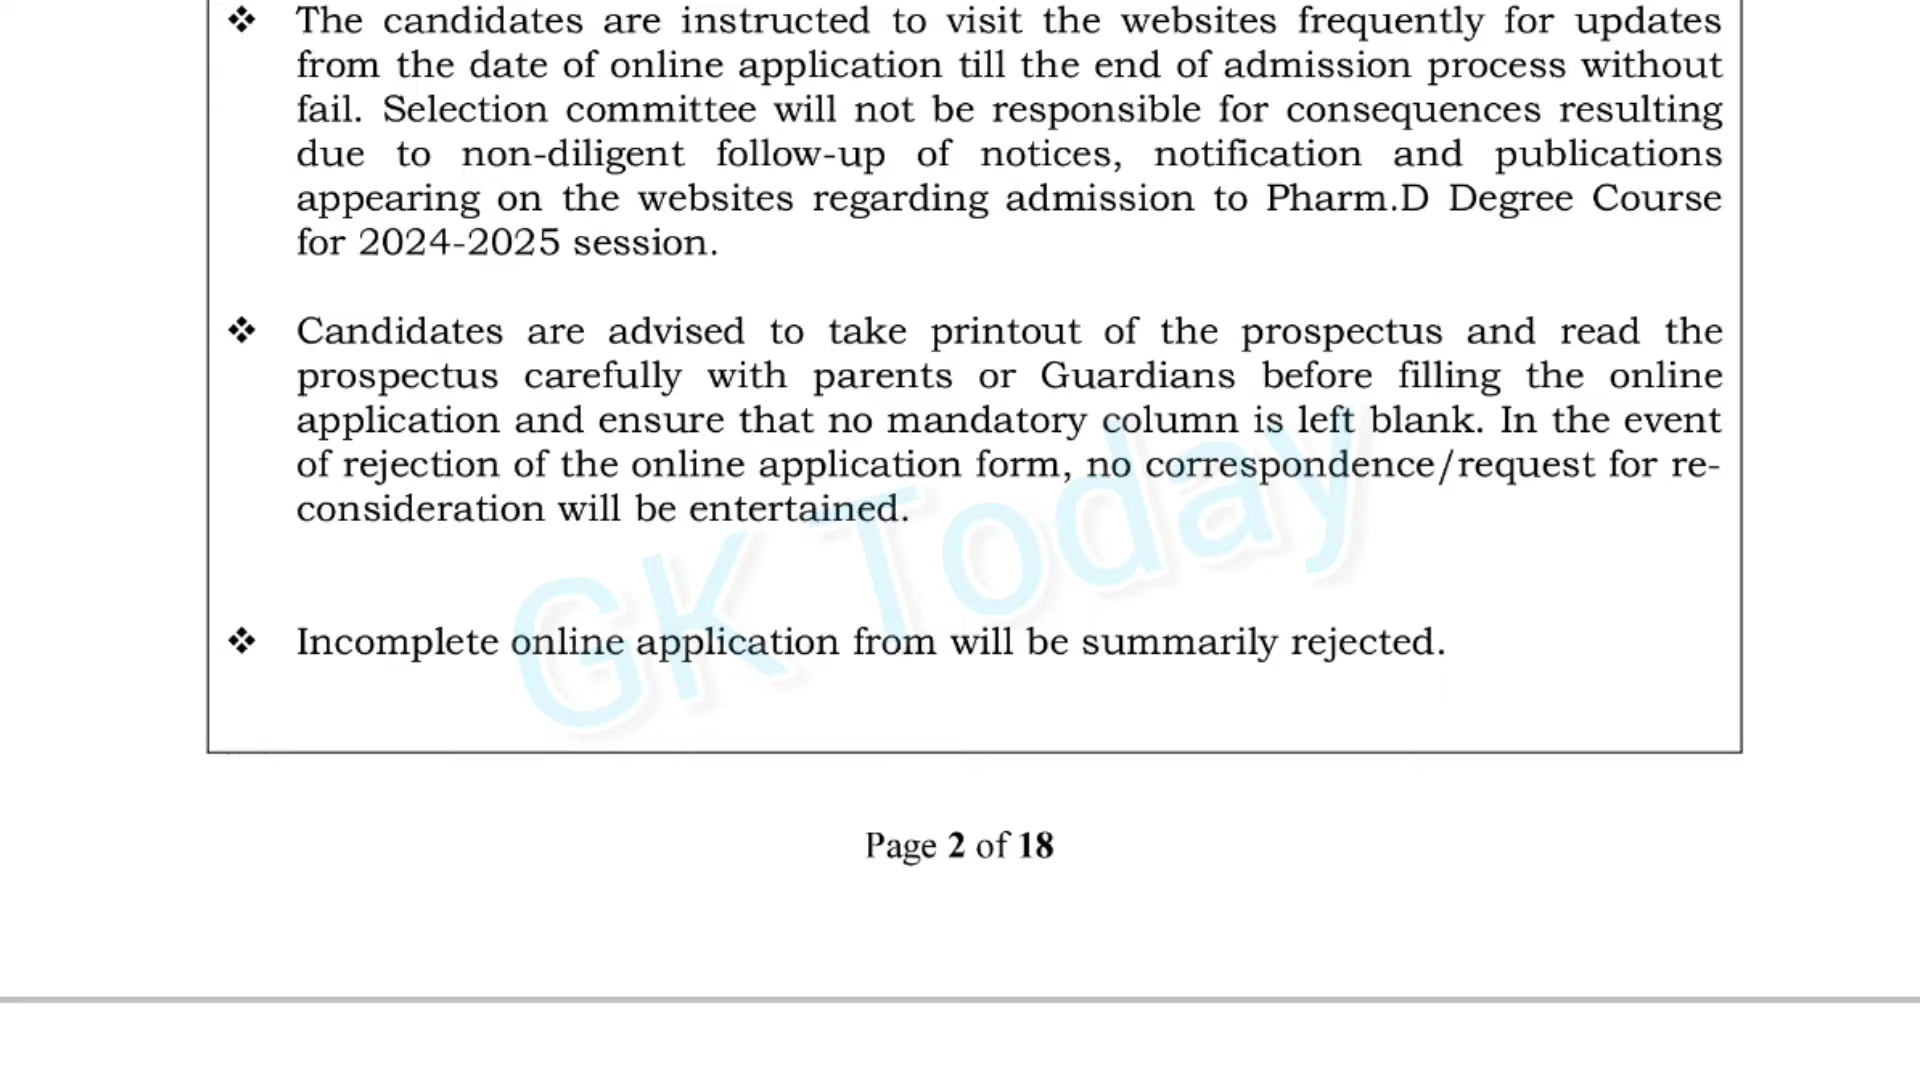 ❖ The candidates are instructed to visit the websites frequently for updates
from the date of online application till the end of admission process without
fail. Selection committee will not be responsible for consequences resulting
due to non-diligent follow-up of notices, notification and publications
appearing on the websites regarding admission to Pharm.D Degree Course
for 2024-2025 session.
❖ Candidates are advised to take printout of the prospectus and read the
prospectus carefully with parents or Guardians before filling the online
application and ensure that no mandatory column is left blank. In the event
of rejection of the online application form, no correspondence/request for re-
consideration will be entertained.
GK Today
❖ Incomplete online application from will be summarily rejected.
Page 2 of 18